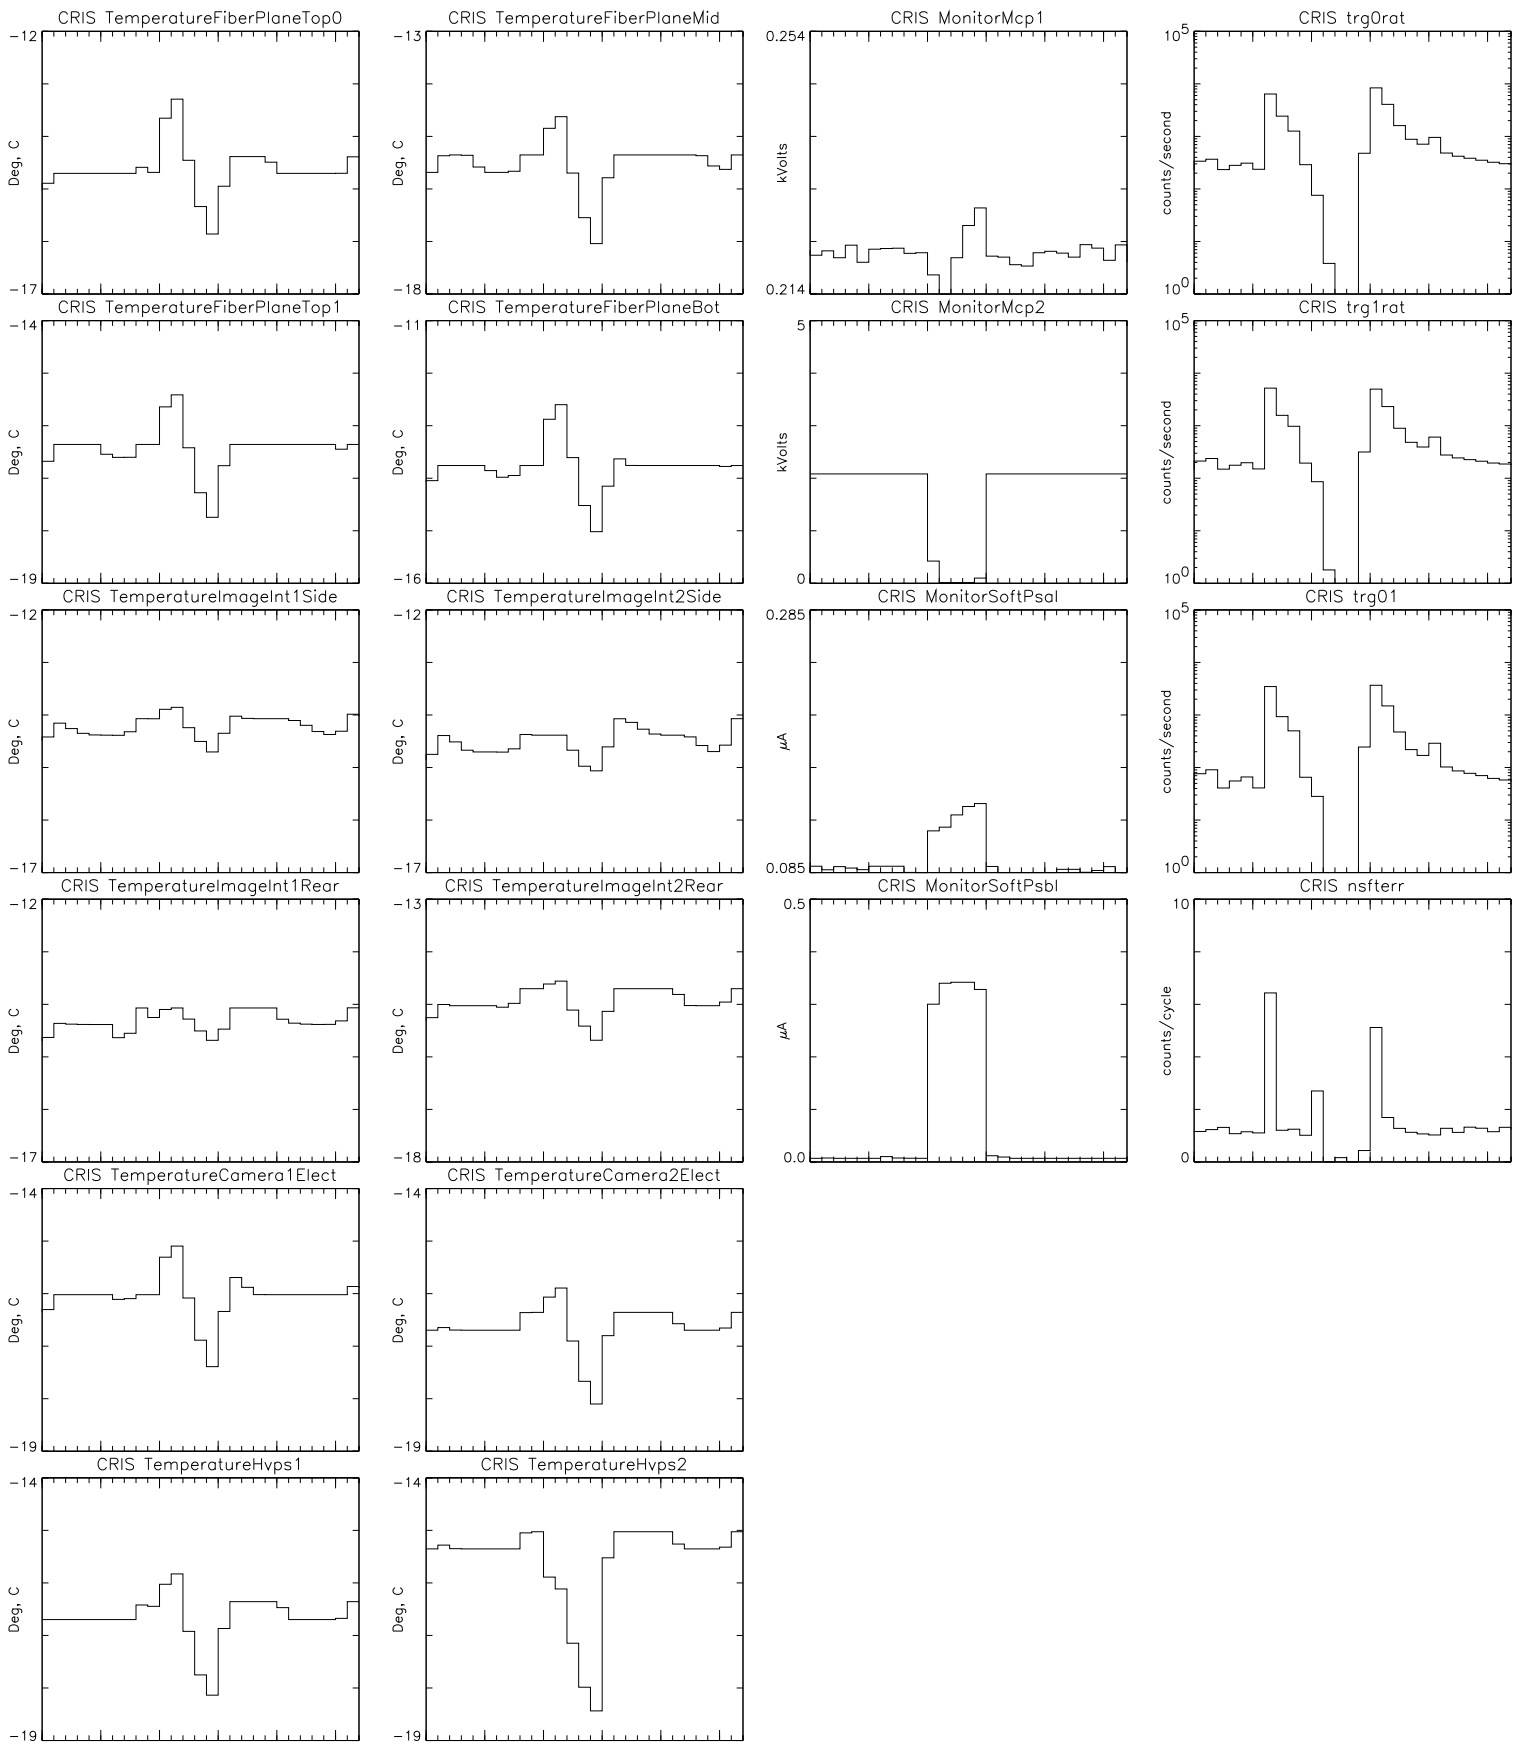 CRIS TemperatureFiberPlaneTop0
CRIS TemperatureFiberPlaneMid
CRIS MonitorMcp1
CRIS trg0rat
-12
Deg, C
-17
-13
Deg, C
-18
0.254
kVolts
0.214
10^5
counts/second
10^0
CRIS TemperatureFiberPlaneTop1
CRIS TemperatureFiberPlaneBot
CRIS MonitorMcp2
CRIS trg1rat
-14
Deg, C
-19
-11
Deg, C
-16
5
kVolts
0
10^5
counts/second
10^0
CRIS TemperatureImageInt1Side
CRIS TemperatureImageInt2Side
CRIS MonitorSoftPsaI
CRIS trg01
-12
Deg, C
-17
-12
Deg, C
-17
0.285
μA
0.085
10^5
counts/second
10^0
CRIS TemperatureImageInt1Rear
CRIS TemperatureImageInt2Rear
CRIS MonitorSoftPsbI
CRIS nsfterr
-12
Deg, C
-17
-13
Deg, C
-18
0.5
μA
0.0
10
counts/cycle
0
CRIS TemperatureCamera1Elect
CRIS TemperatureCamera2Elect
-14
Deg, C
-19
-14
Deg, C
-19
CRIS TemperatureHvps1
CRIS TemperatureHvps2
-14
Deg, C
-19
-14
Deg, C
-19